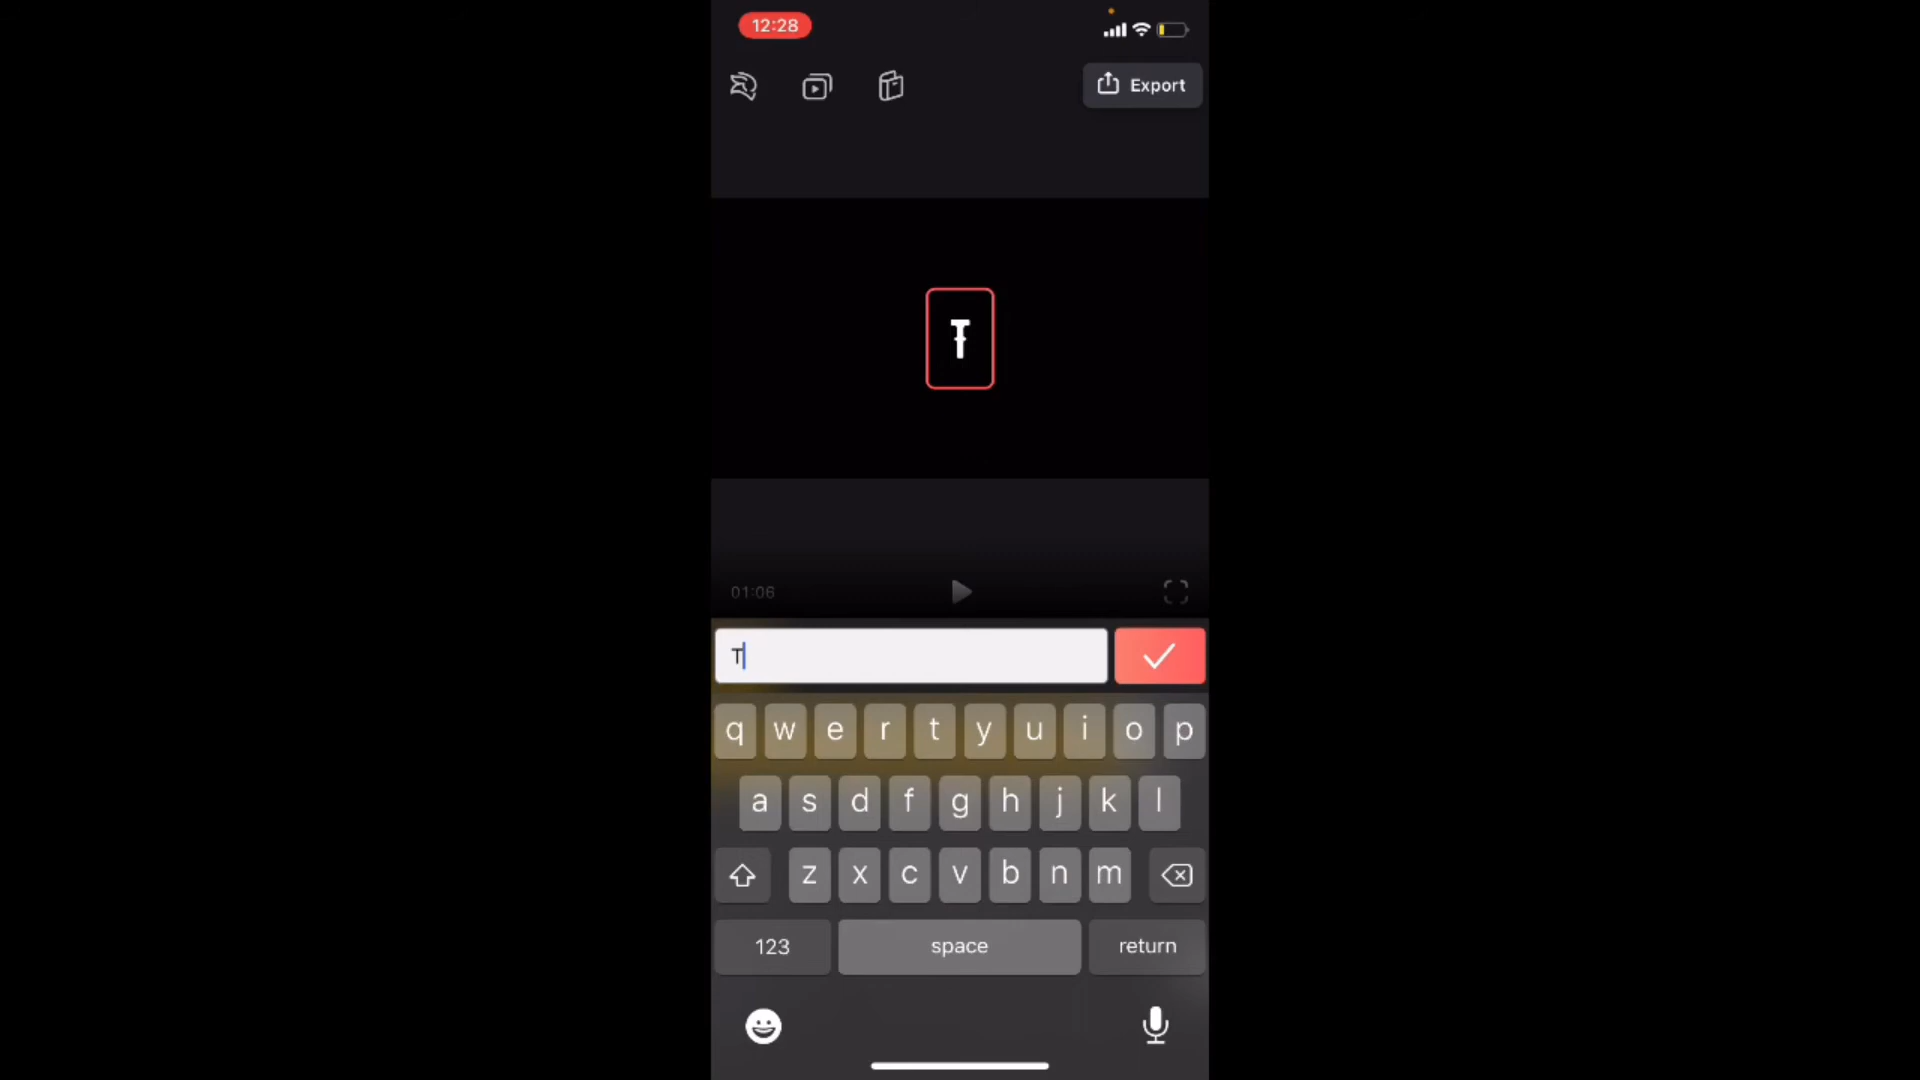 12:28
Export
T
01:06
T
q w e r t y u i o p
a s d f g h j k l
z x c v b n m
123 space return